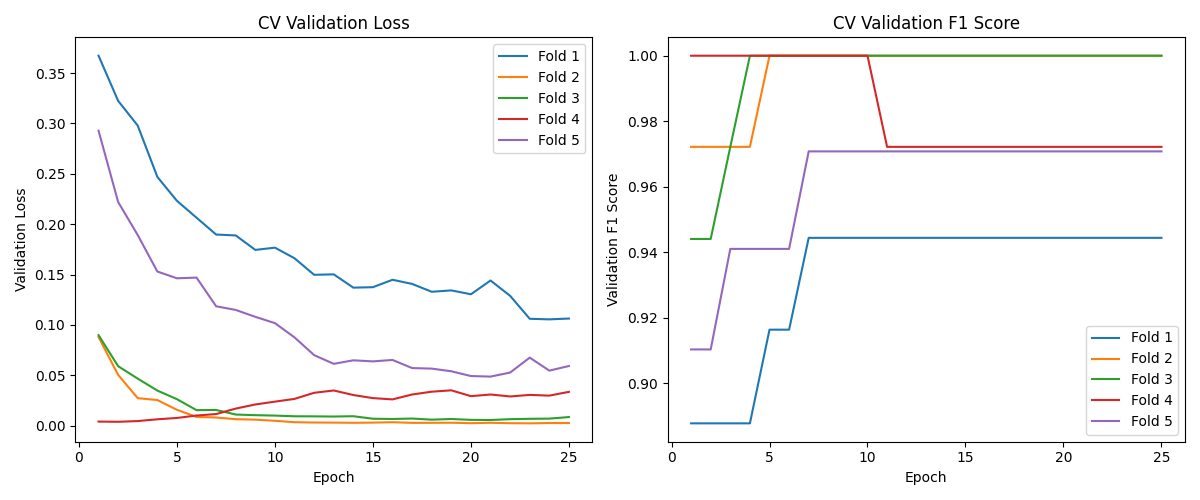 CV Validation Loss
Validation Loss
0.35
0.30
0.25
0.20
0.15
0.10
0.05
0.00
0
5
10
15
20
25
Epoch
Fold 1
Fold 2
Fold 3
Fold 4
Fold 5
CV Validation F1 Score
Validation F1 Score
1.00
0.98
0.96
0.94
0.92
0.90
0
5
10
15
20
25
Epoch
Fold 1
Fold 2
Fold 3
Fold 4
Fold 5